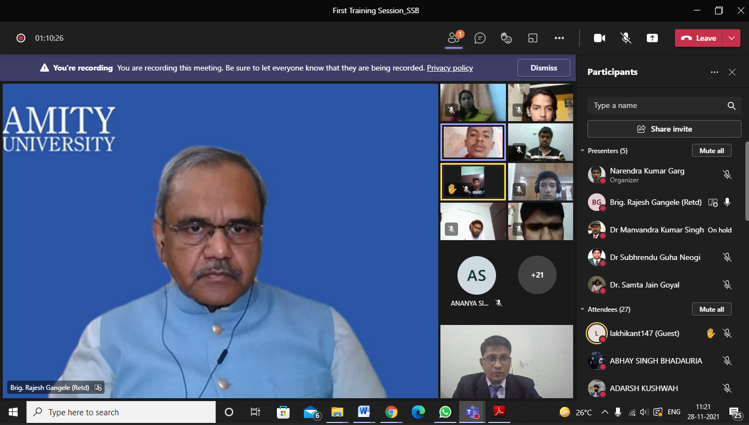 First Training Session_SSB
01:10:26
3
Leave
You're recording You are recording this meeting. Be sure to let everyone know that they are being recorded. Privacy policy
Dismiss
AMITY
UNIVERSITY
Brig. Rajesh Gangele (Retd)
AS
ANANYA SI...
+21
Participants
Type a name
Share invite
Presenters (5)
Mute all
Narendra Kumar Garg
Organizer
BG
Brig. Rajesh Gangele (Retd)
Dr Manvandra Kumar Singh On hold
Dr Subhrendu Guha Neogi
Dr. Samta Jain Goyal
Attendees (27)
Mute all
L
lakhikant147 (Guest)
ABHAY SINGH BHADAURIA
ADARSH KUSHWAH
Type here to search
6
26°C
ENG
11:21
28-11-2021
25